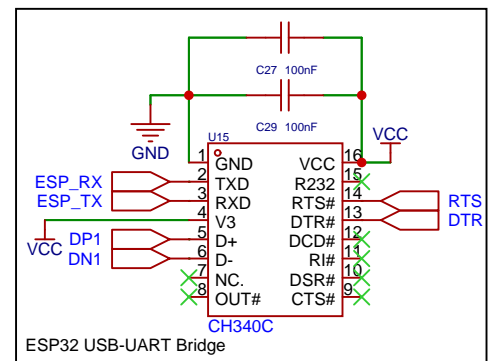 C27 100nF
C29 100nF
GND
VCC
U15
1 GND VCC 16
ESP_RX 2 TXD R232 15
ESP_TX 3 RXD RTS# 14 RTS
VCC 4 V3 DTR# 13 DTR
DP1 5 D+ DCD# 12
DN1 6 D- RI# 11
7 NC. DSR# 10
8 OUT# CTS# 9
CH340C
ESP32 USB-UART Bridge